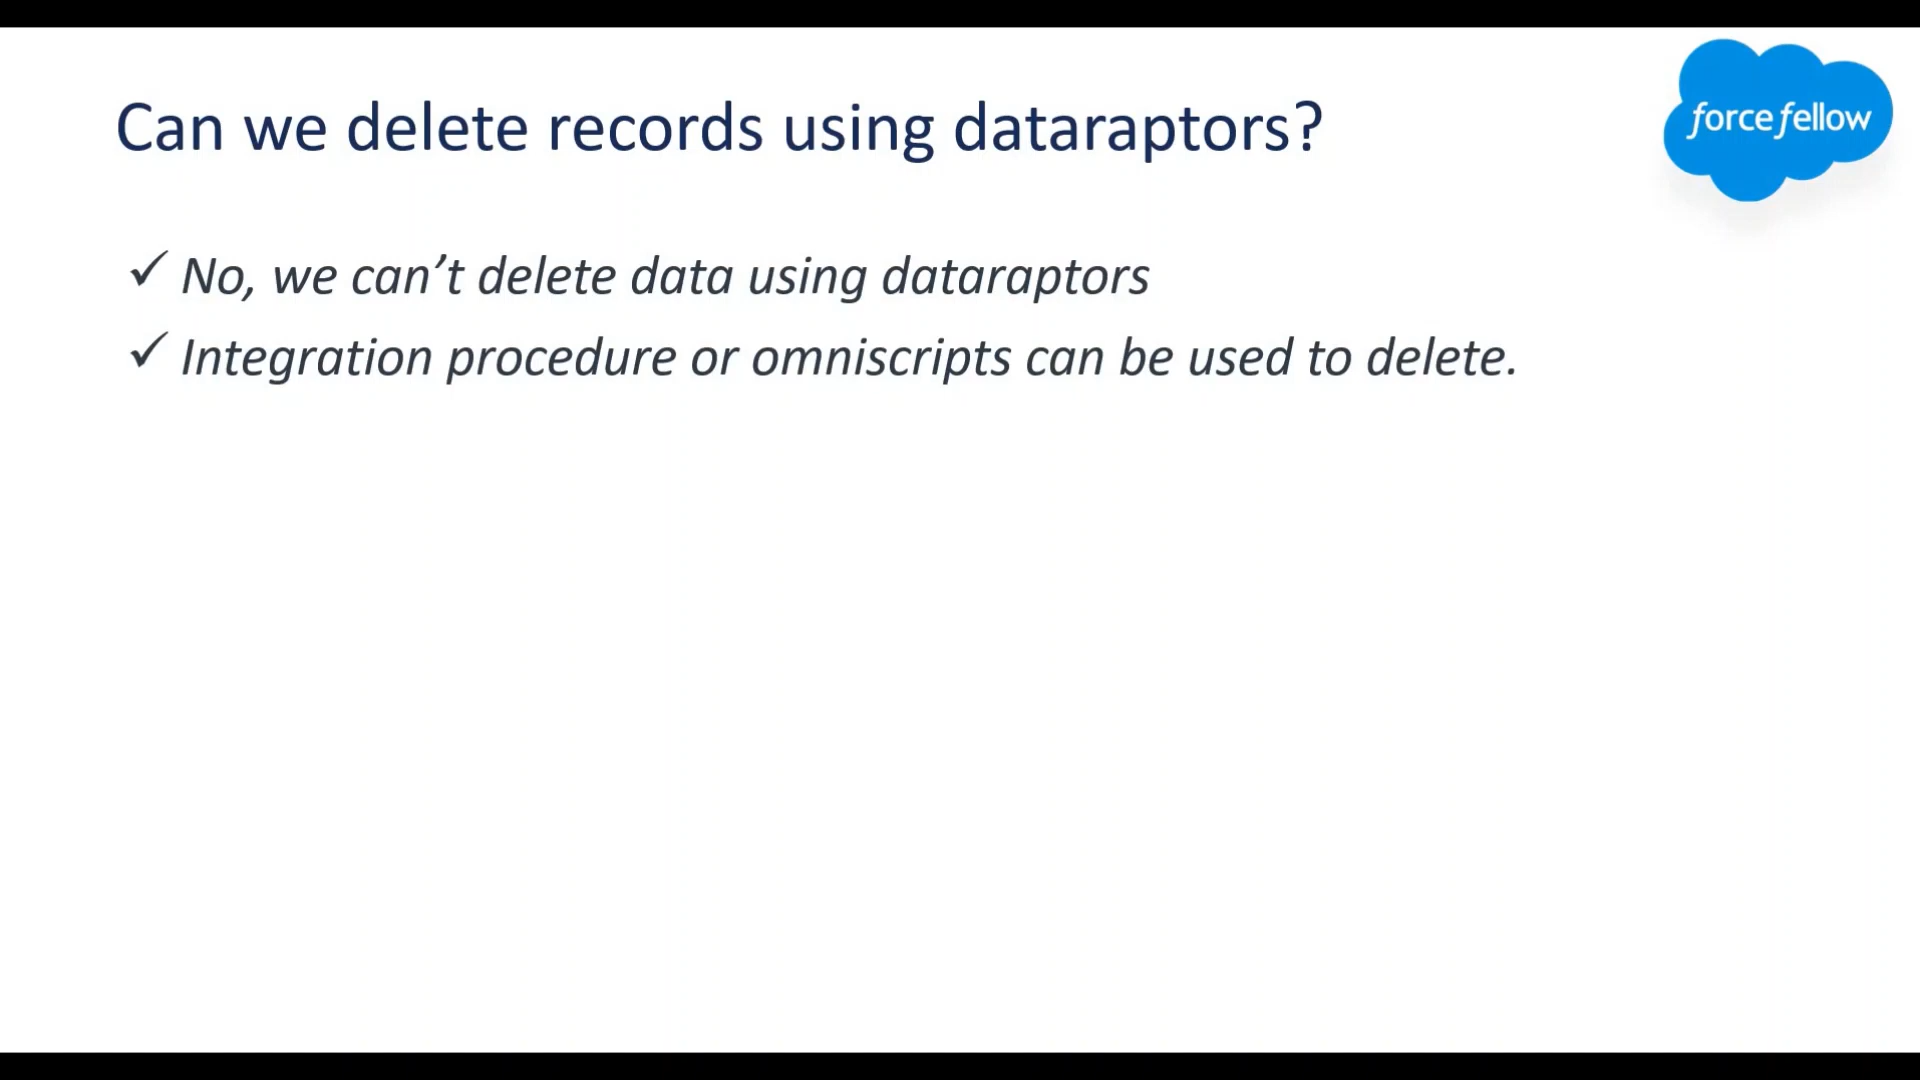 Can we delete records using dataraptors?
force fellow
✓ No, we can’t delete data using dataraptors
✓ Integration procedure or omniscripts can be used to delete.